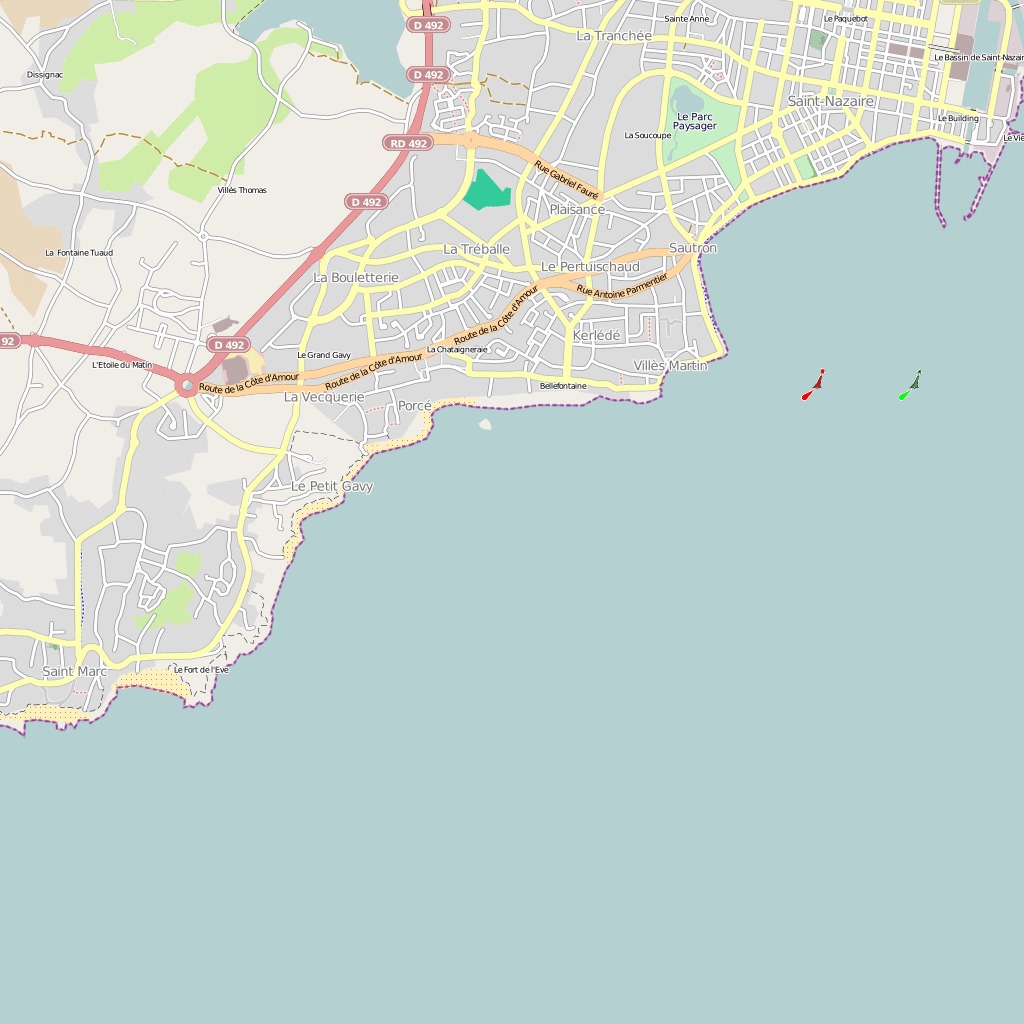 D 492
Sainte Anne
Le Paquebot
La Tranchée
Le Bassin de Saint-Nazair
D 492
Dissignac
Saint-Nazaire
Le Parc
Paysager
Le Building
La Soucoupe
Le Vie
RD 492
Rue Gabriel Fauré
Villès Thomas
D 492
Plaisance
La Fontaine Tuaud
La Tréballe
Sautron
Le Pertuischaud
La Bouletterie
Rue Antoine Parmentier
Route de la Côte d'Amour
Kerlédé
92
D 492
Le Grand Gavy
La Chataigneraie
L'Etoile du Matin
Villès Martin
Route de la Côte d'Amour
Route de la Côte d'Amour
Bellefontaine
La Vecquerie
Porcé
Le Petit Gavy
Saint Marc
Le Fort de l'Eve